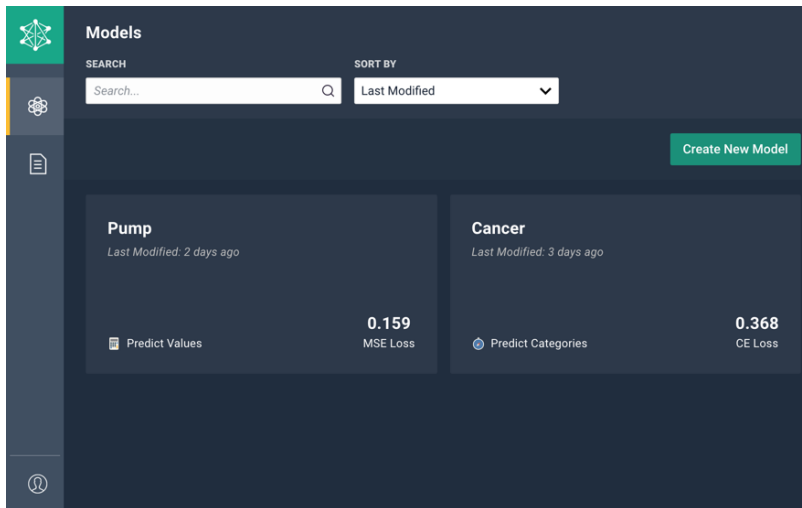 Models
SEARCH
SORT BY
Search...
Last Modified
Create New Model
Pump
Last Modified: 2 days ago
0.159
Predict Values
MSE Loss
Cancer
Last Modified: 3 days ago
0.368
Predict Categories
CE Loss